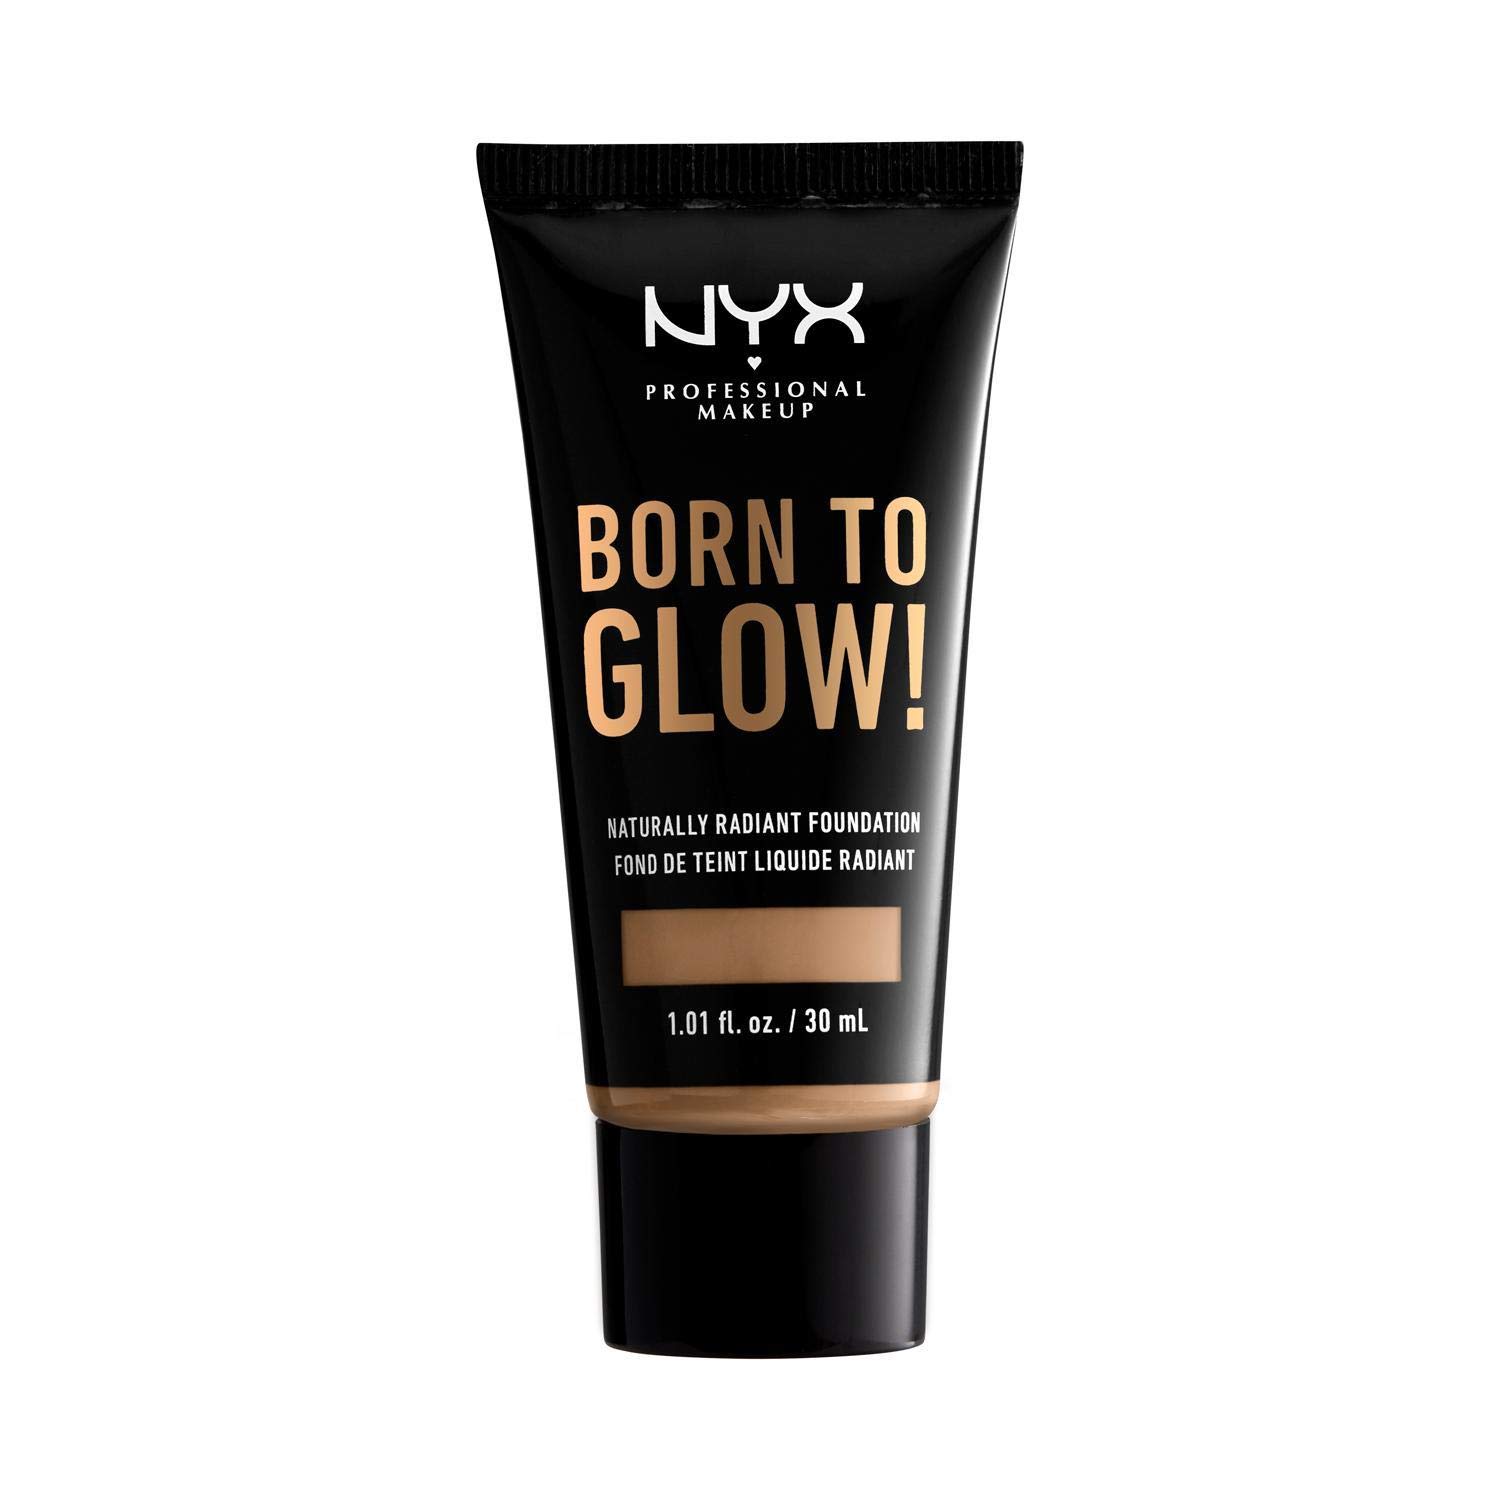 NYX
PROFESSIONAL
MAKEUP
BORN TO
GLOW!
NATURALLY RADIANT FOUNDATION
FOND DE TEINT LIQUIDE RADIANT
1.01 fl. oz. / 30 mL